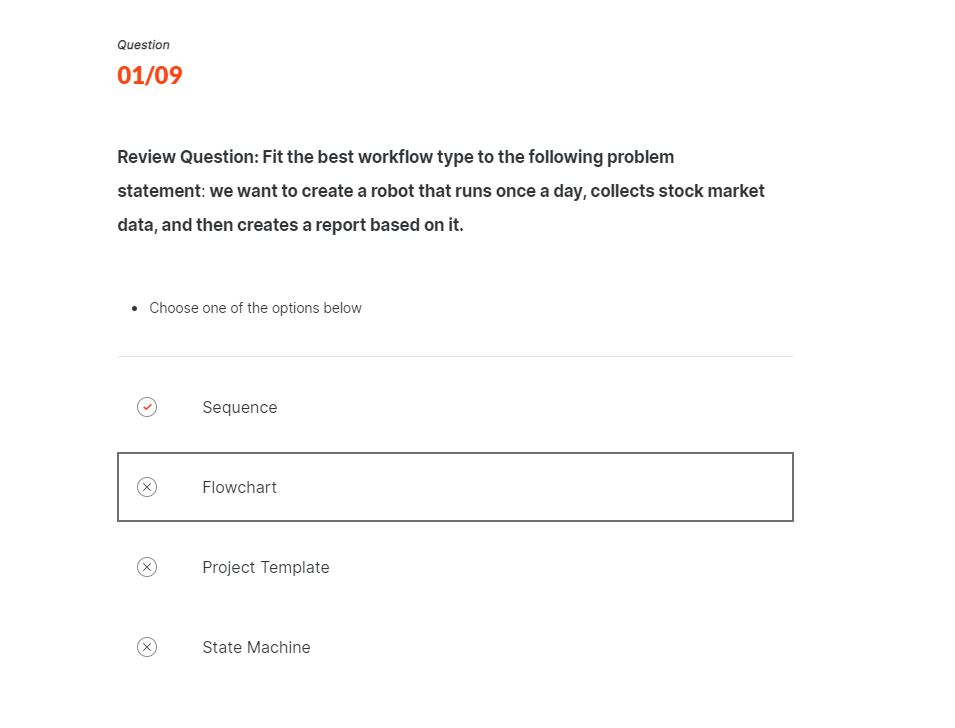 Question
01/09
Review Question: Fit the best workflow type to the following problem
statement: we want to create a robot that runs once a day, collects stock market
data, and then creates a report based on it.
• Choose one of the options below
Sequence
Flowchart
Project Template
State Machine